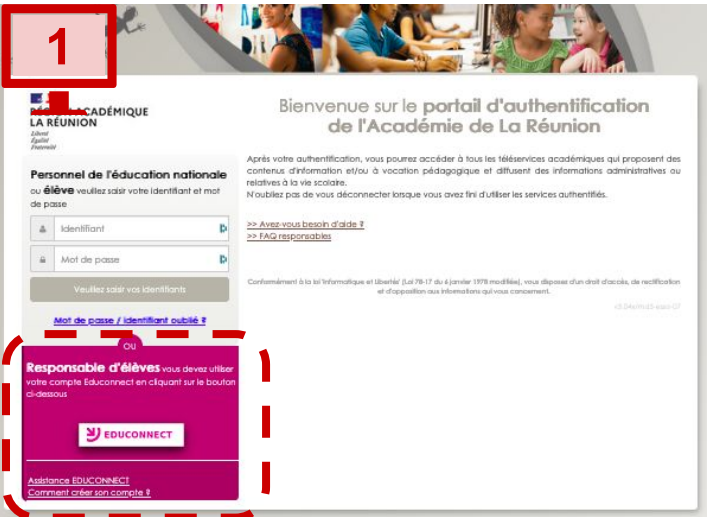 1
ACADÉMIQUE
LA RÉUNION
Liberté
Égalité
Fraternité
Bienvenue sur le portail d'authentification
de l'Académie de La Réunion
Après votre authentification, vous pourrez accéder à tous les téléservices académiques qui proposent des
contenus d'information et/ou à vocation pédagogique et diffusent des informations administratives ou
relatives à la vie scolaire.
N'oubliez pas de vous déconnecter lorsque vous avez fini d'utiliser les services authentifiés.
>> Avez-vous besoin d'aide ?
>> FAQ responsables
Conformément à la loi 'Informatique et Libertés' (Loi 78-17 du 6 janvier 1978 modifiée), vous disposez d'un droit d'accès, de rectification
et d'opposition aux informations qui vous concernent.
Personnel de l'éducation nationale
ou élève veuillez saisir votre identifiant et mot
de passe
Identifiant
Mot de passe
Veuillez saisir vos identifiants
Mot de passe / identifiant oublié ?
OU
Responsable d'élèves vous devez utiliser
votre compte Educonnect en cliquant sur le bouton
ci-dessous
EDUCONNECT
Assistance EDUCONNECT
Comment créer son compte ?